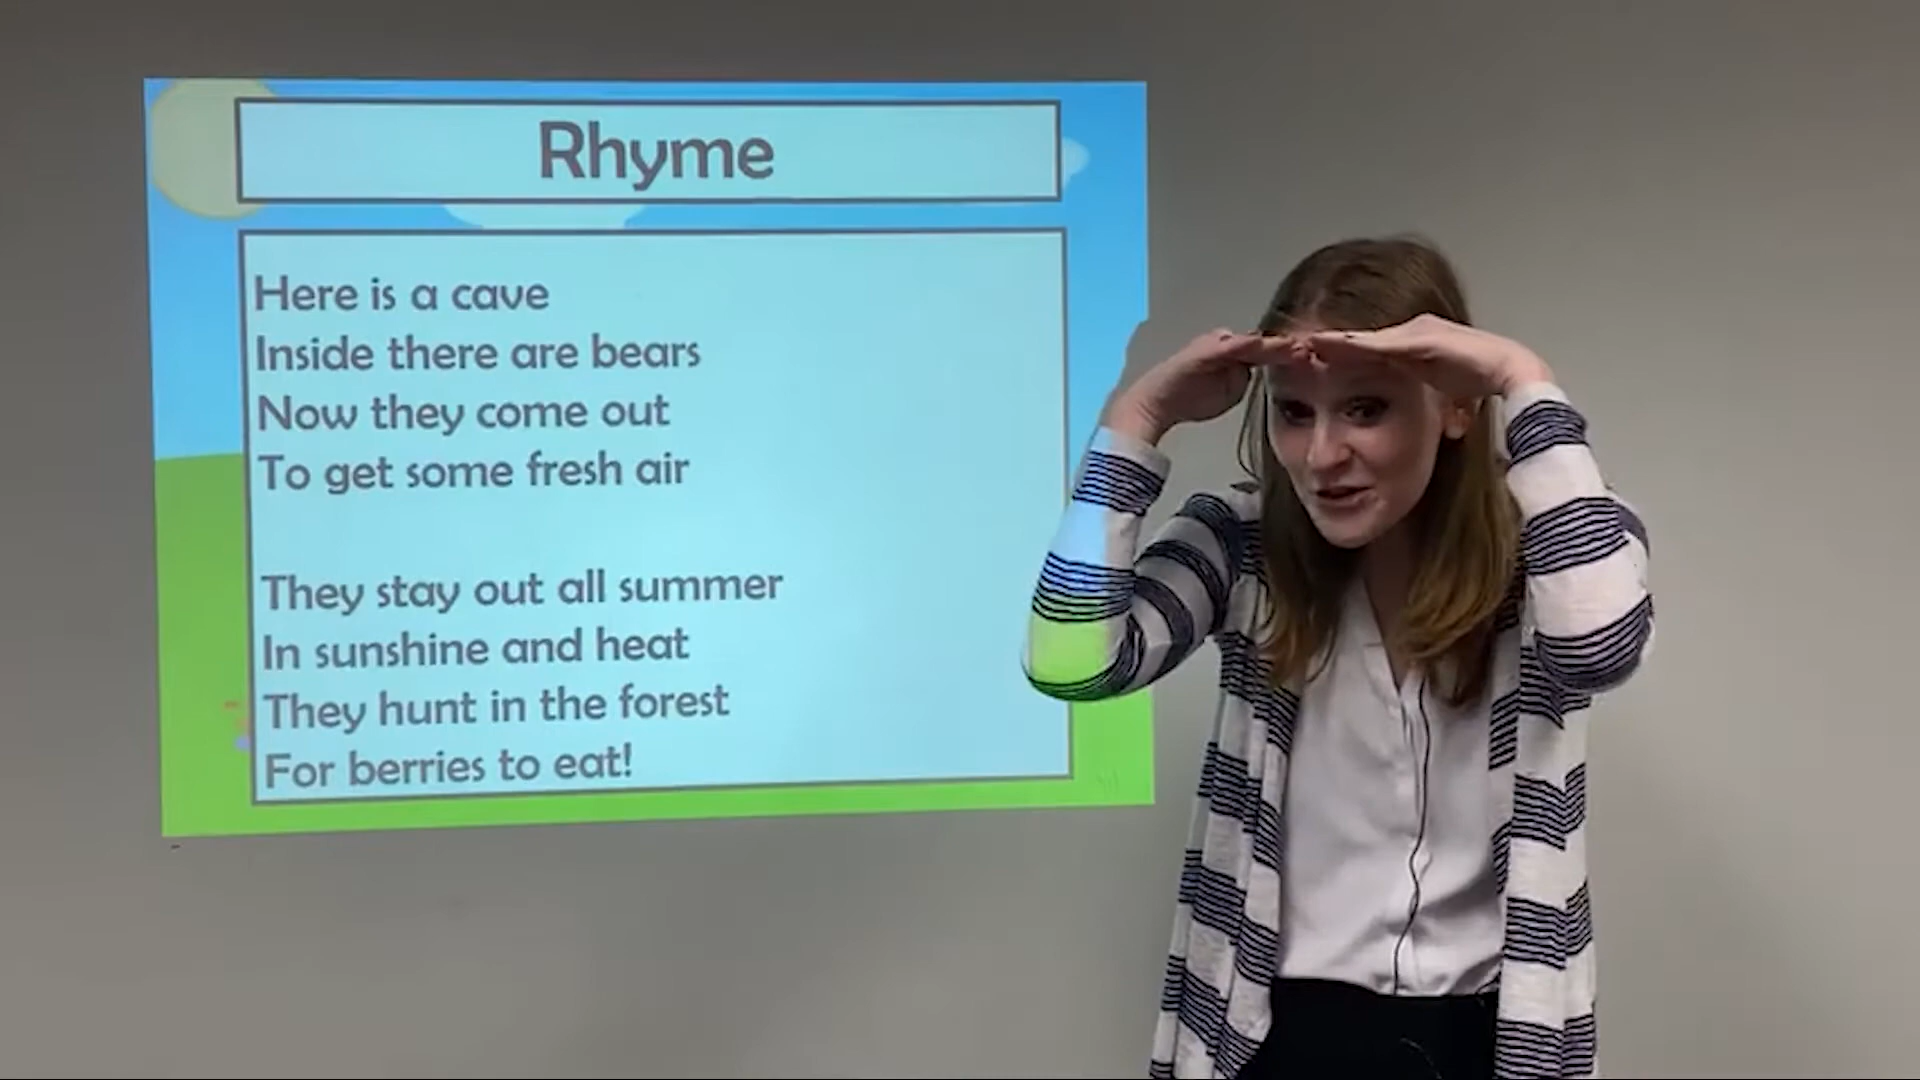 Rhyme
Here is a cave
Inside there are bears
Now they come out
To get some fresh air
They stay out all summer
In sunshine and heat
They hunt in the forest
For berries to eat!